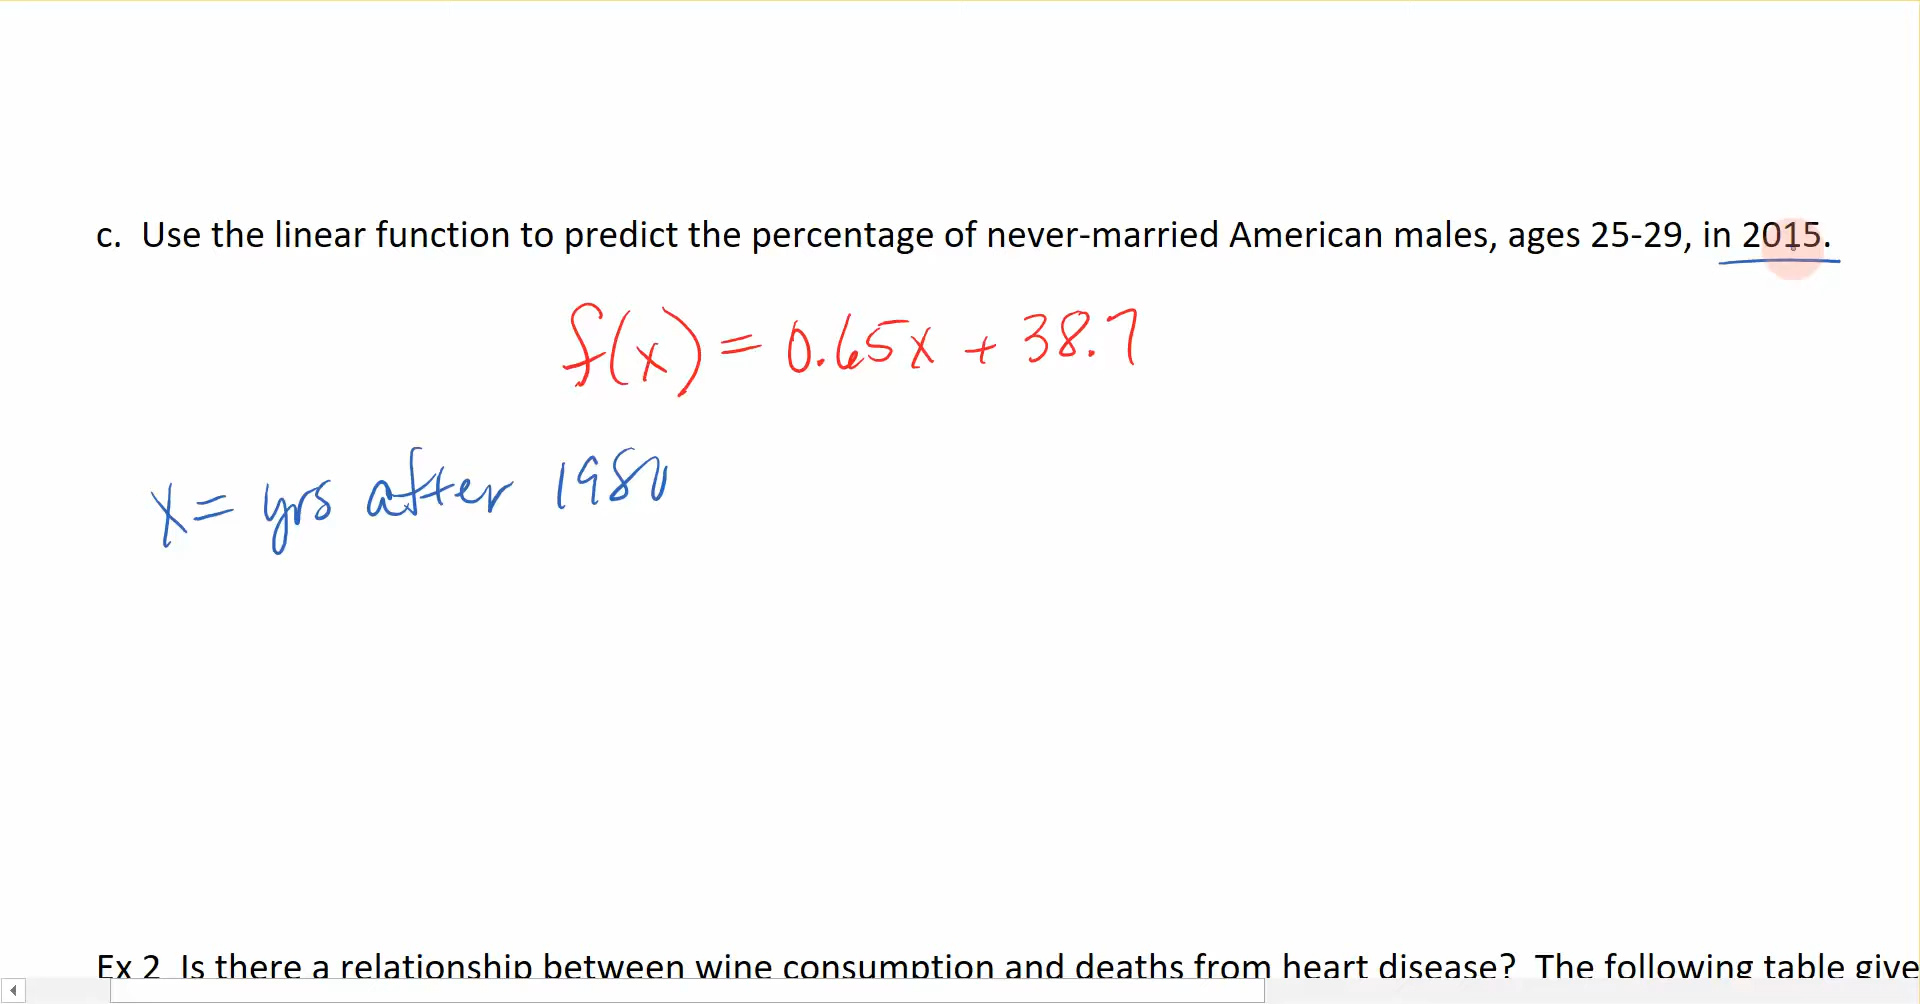 c. Use the linear function to predict the percentage of never-married American males, ages 25-29, in 2015.
f(x) = 0.65x + 38.7
x = yrs after 1980
Ex 2 Is there a relationship between wine consumption and deaths from heart disease? The following table give